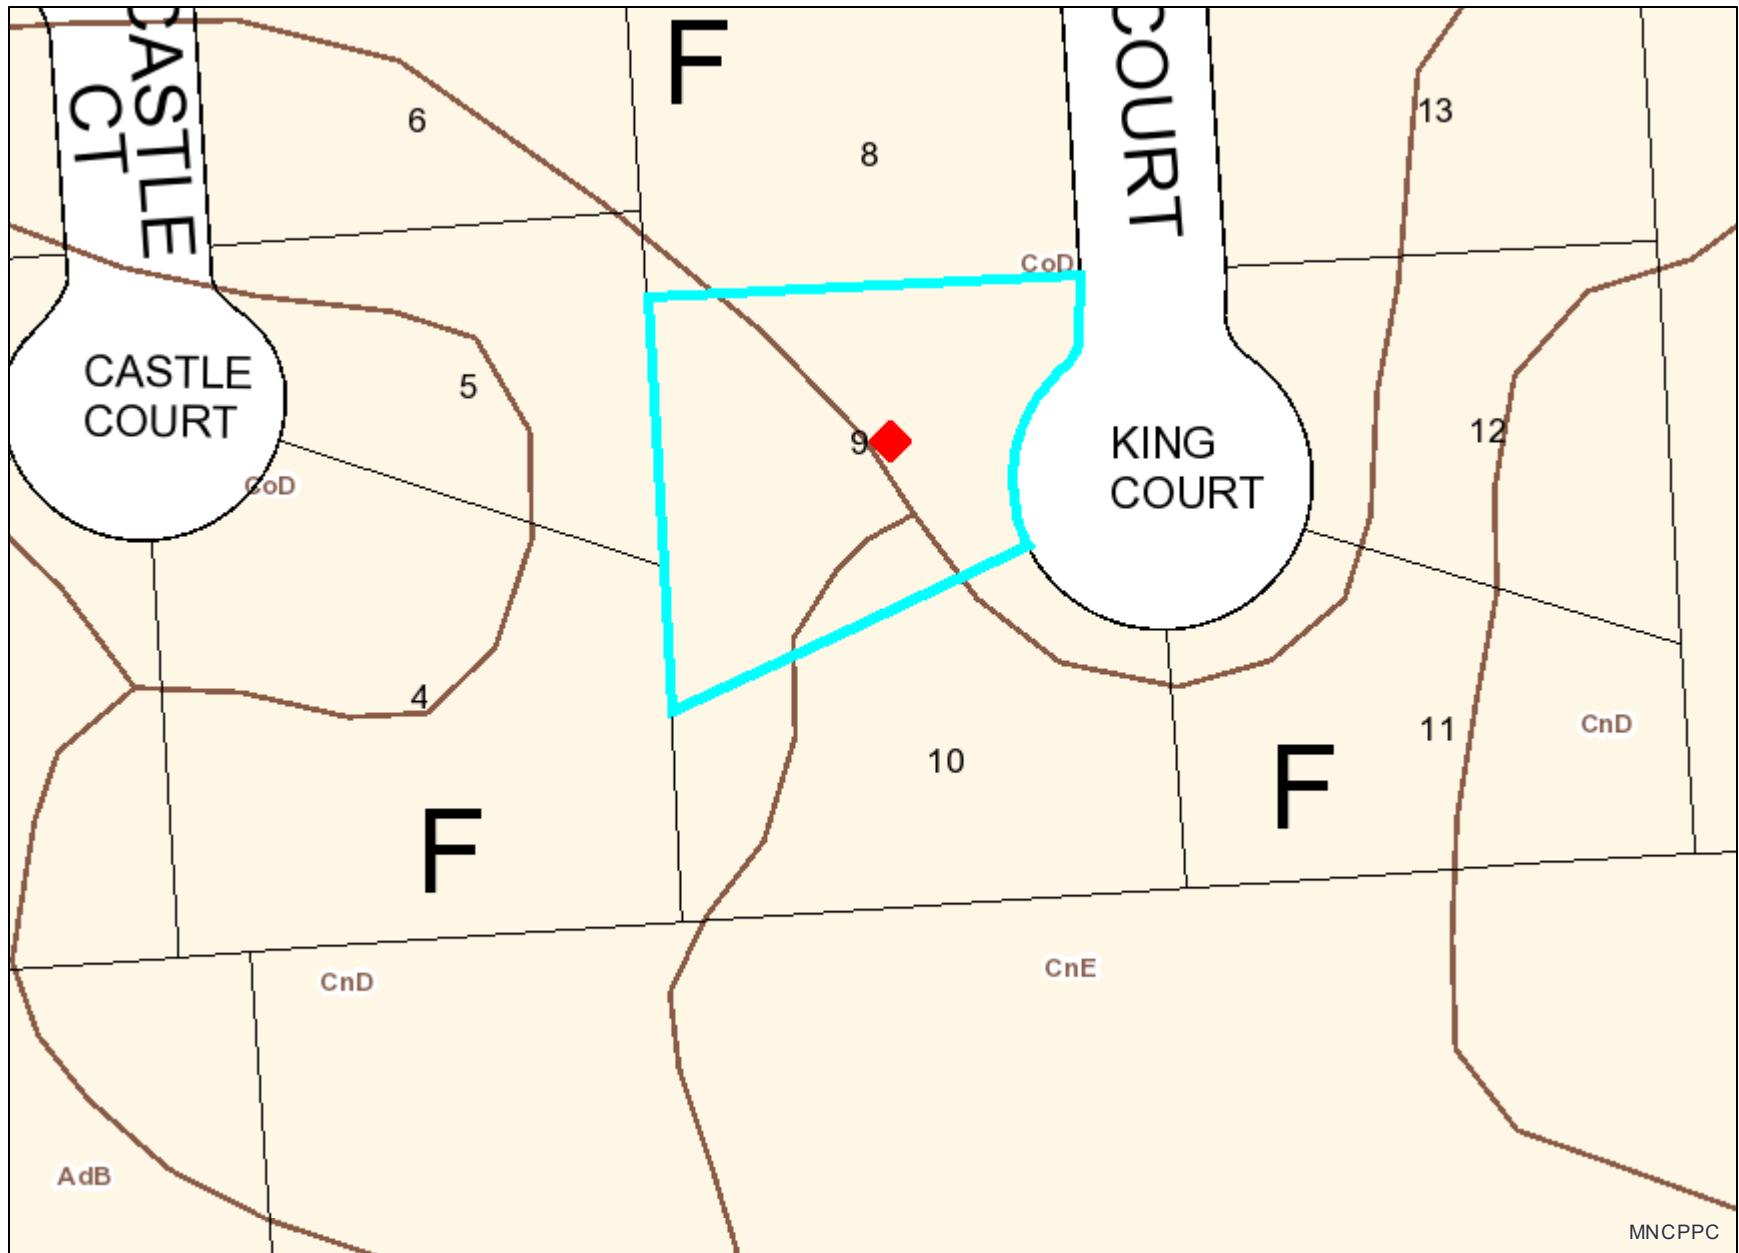 CASTLE
CT
F
COURT
6
8
13
CoD
CASTLE
COURT
5
9
KING
COURT
12
CoD
4
10
11
CnD
F
F
CnD
CnE
AdB
MNCPPC